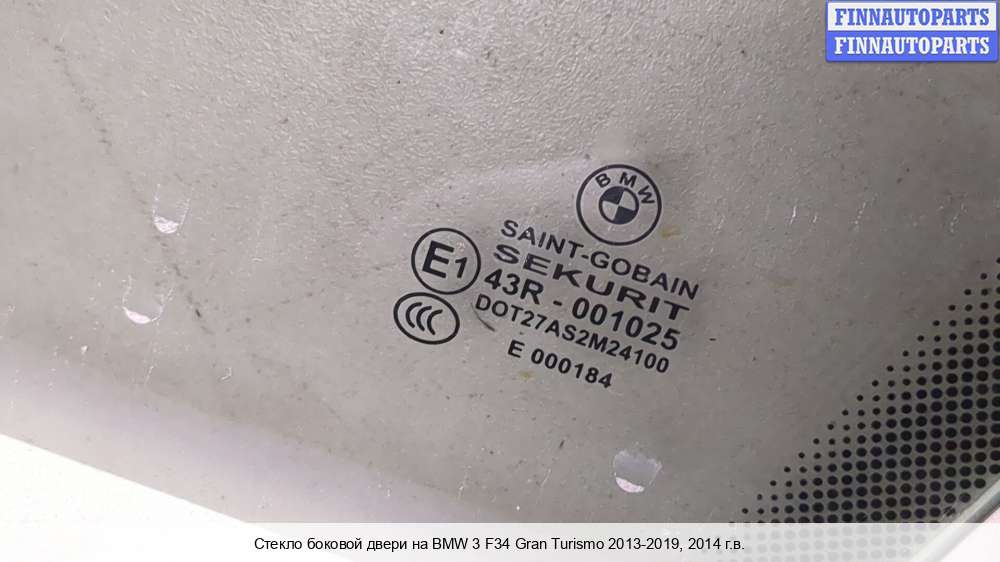 FINNAUTOPARTS
FINNAUTOPARTS
BMW
SAINT-GOBAIN
SEKURIT
E1
43R - 001025
CCC
DOT27AS2M24100
E 000184
Стекло боковой двери на BMW 3 F34 Gran Turismo 2013-2019, 2014 г.в.